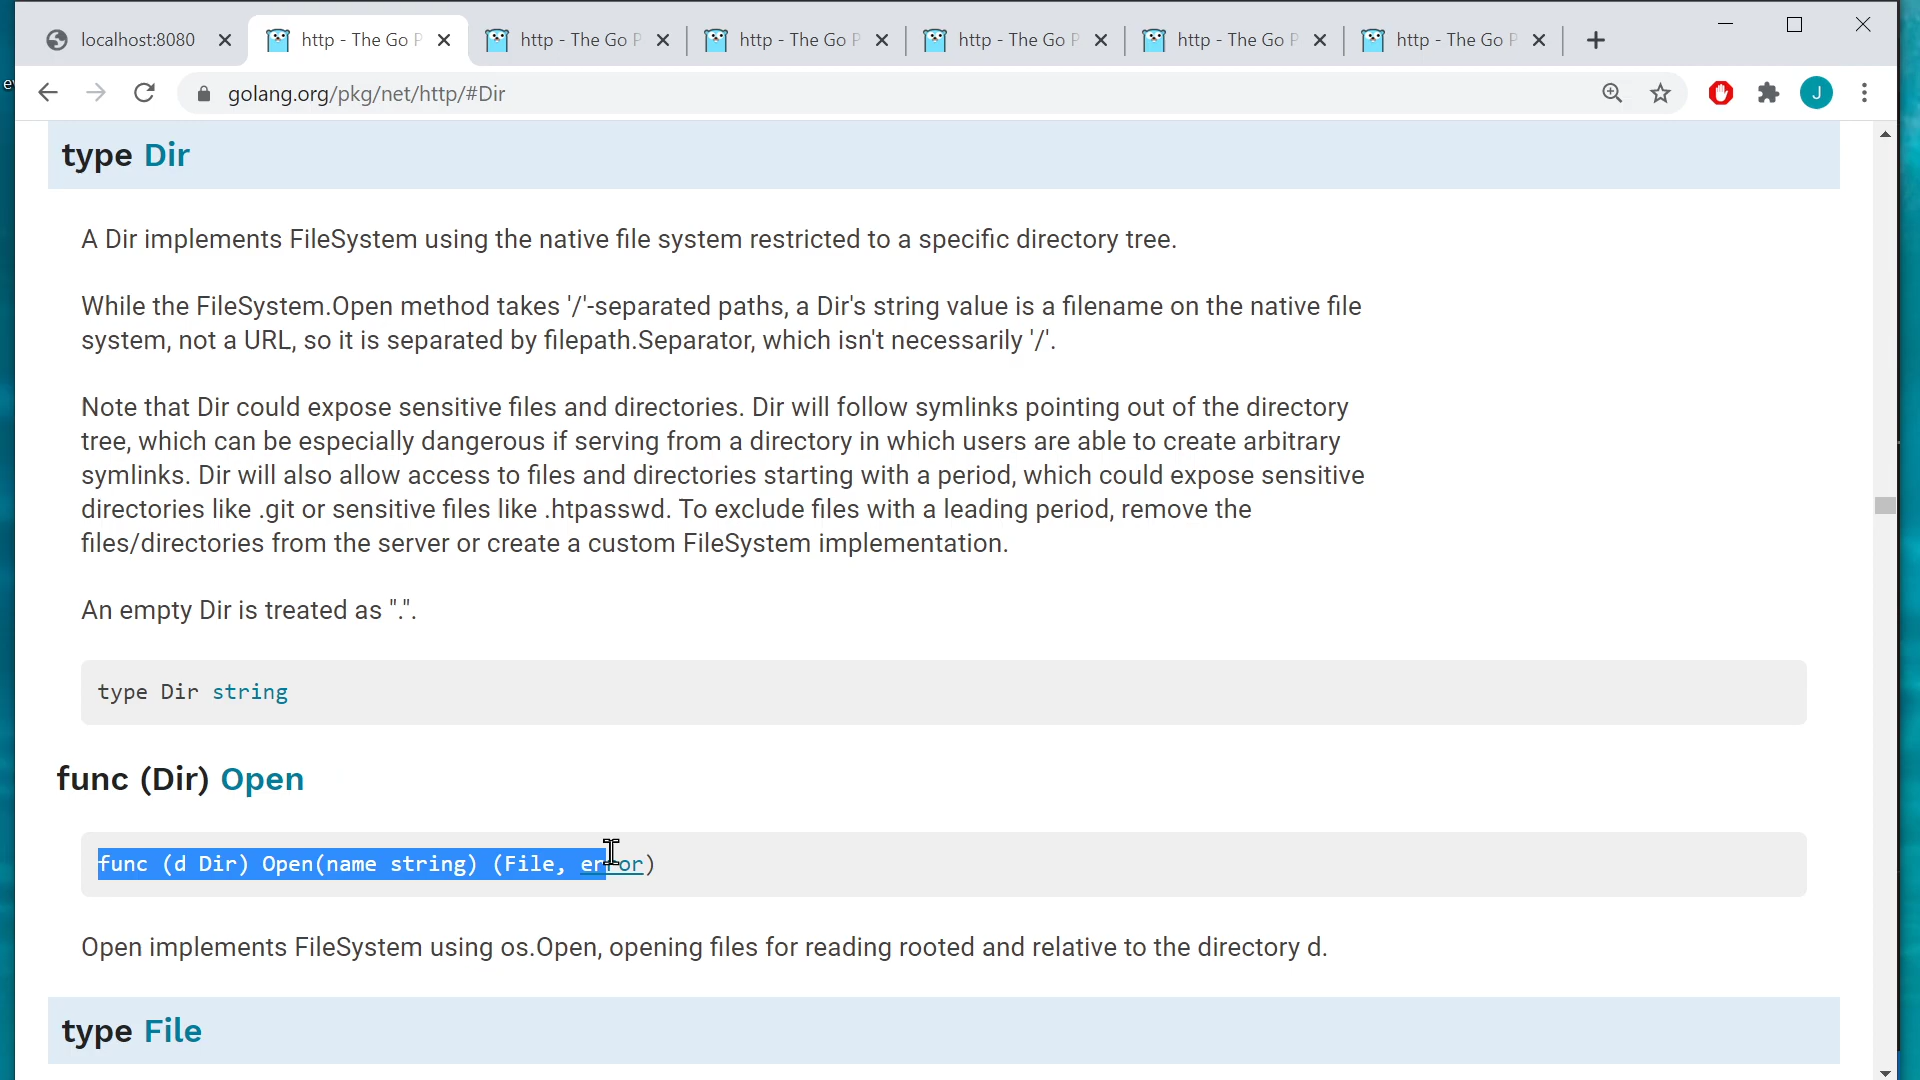 localhost:8080
http - The Go P
http - The Go P
http - The Go P
http - The Go P
http - The Go P
http - The Go P
golang.org/pkg/net/http/#Dir
J
type Dir
A Dir implements FileSystem using the native file system restricted to a specific directory tree.
While the FileSystem.Open method takes '/'-separated paths, a Dir's string value is a filename on the native file
system, not a URL, so it is separated by filepath.Separator, which isn't necessarily '/'.
Note that Dir could expose sensitive files and directories. Dir will follow symlinks pointing out of the directory
tree, which can be especially dangerous if serving from a directory in which users are able to create arbitrary
symlinks. Dir will also allow access to files and directories starting with a period, which could expose sensitive
directories like .git or sensitive files like .htpasswd. To exclude files with a leading period, remove the
files/directories from the server or create a custom FileSystem implementation.
An empty Dir is treated as ".".
type Dir string
func (Dir) Open
func (d Dir) Open(name string) (File, error)
Open implements FileSystem using os.Open, opening files for reading rooted and relative to the directory d.
type File